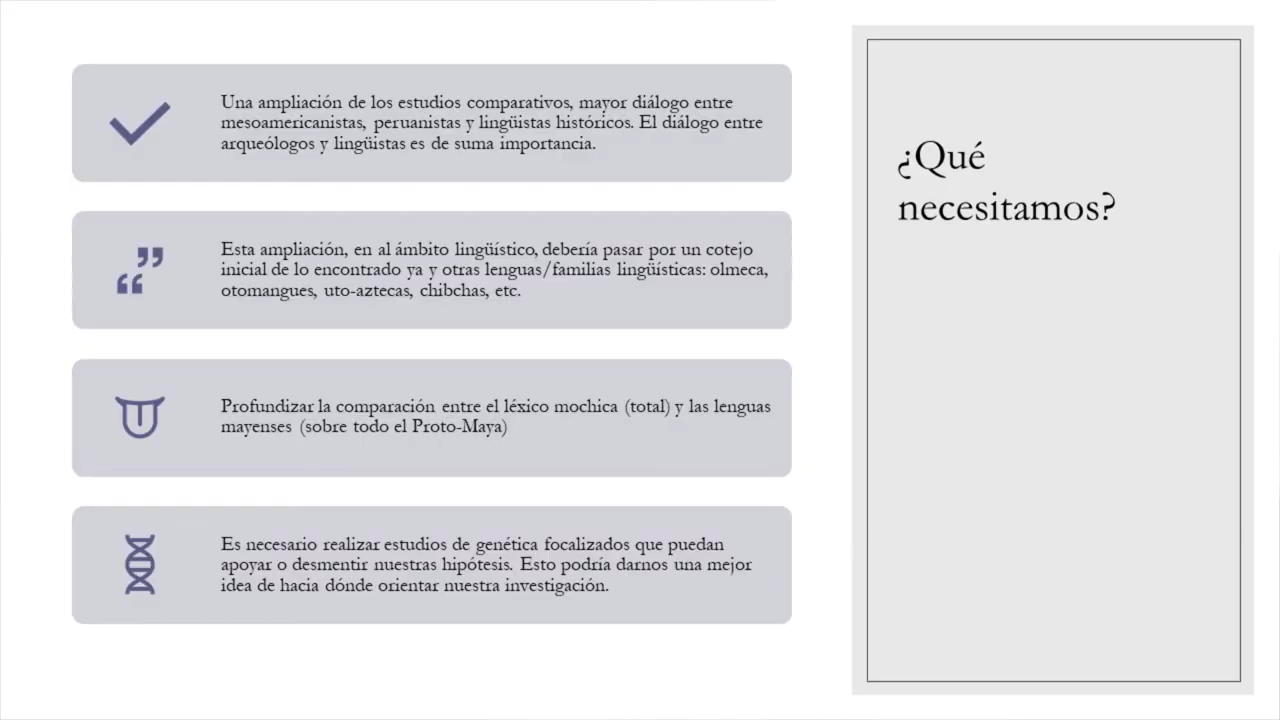 Una ampliación de los estudios comparativos, mayor diálogo entre
mesoamericanistas, peruanistas y lingüistas históricos. El diálogo entre
arqueólogos y lingüistas es de suma importancia.
Esta ampliación, en al ámbito lingüístico, debería pasar por un cotejo
inicial de lo encontrado ya y otras lenguas/familias lingüísticas: olmeca,
otomangues, uto-aztecas, chibchas, etc.
Profundizar la comparación entre el léxico mochica (total) y las lenguas
mayenses (sobre todo el Proto-Maya)
Es necesario realizar estudios de genética focalizados que puedan
apoyar o desmentir nuestras hipótesis. Esto podría darnos una mejor
idea de hacia dónde orientar nuestra investigación.
¿Qué
necesitamos?